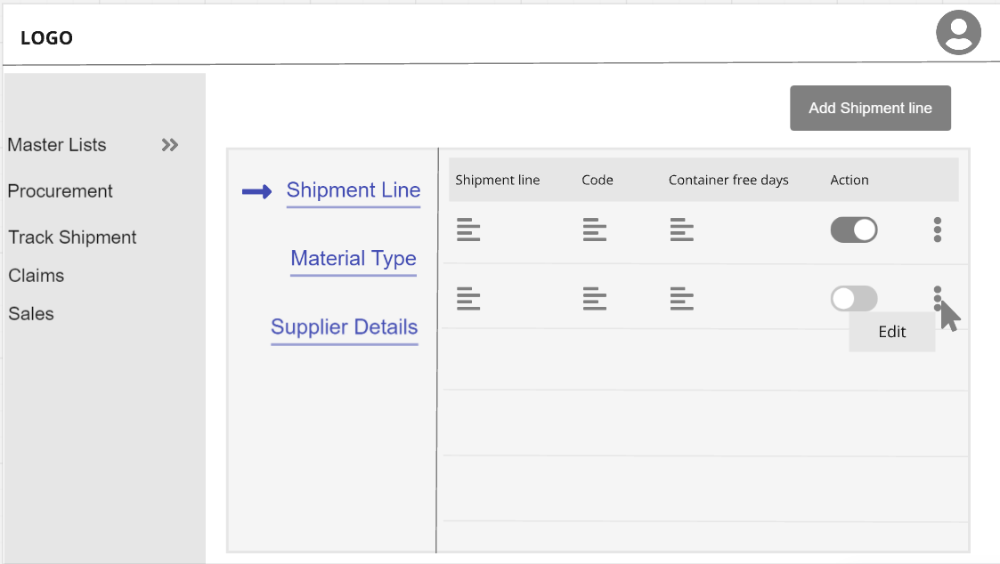 LOGO
Add Shipment line
Master Lists
Procurement
Track Shipment
Claims
Sales
Shipment Line
Material Type
Supplier Details
Shipment line Code Container free days Action
Edit